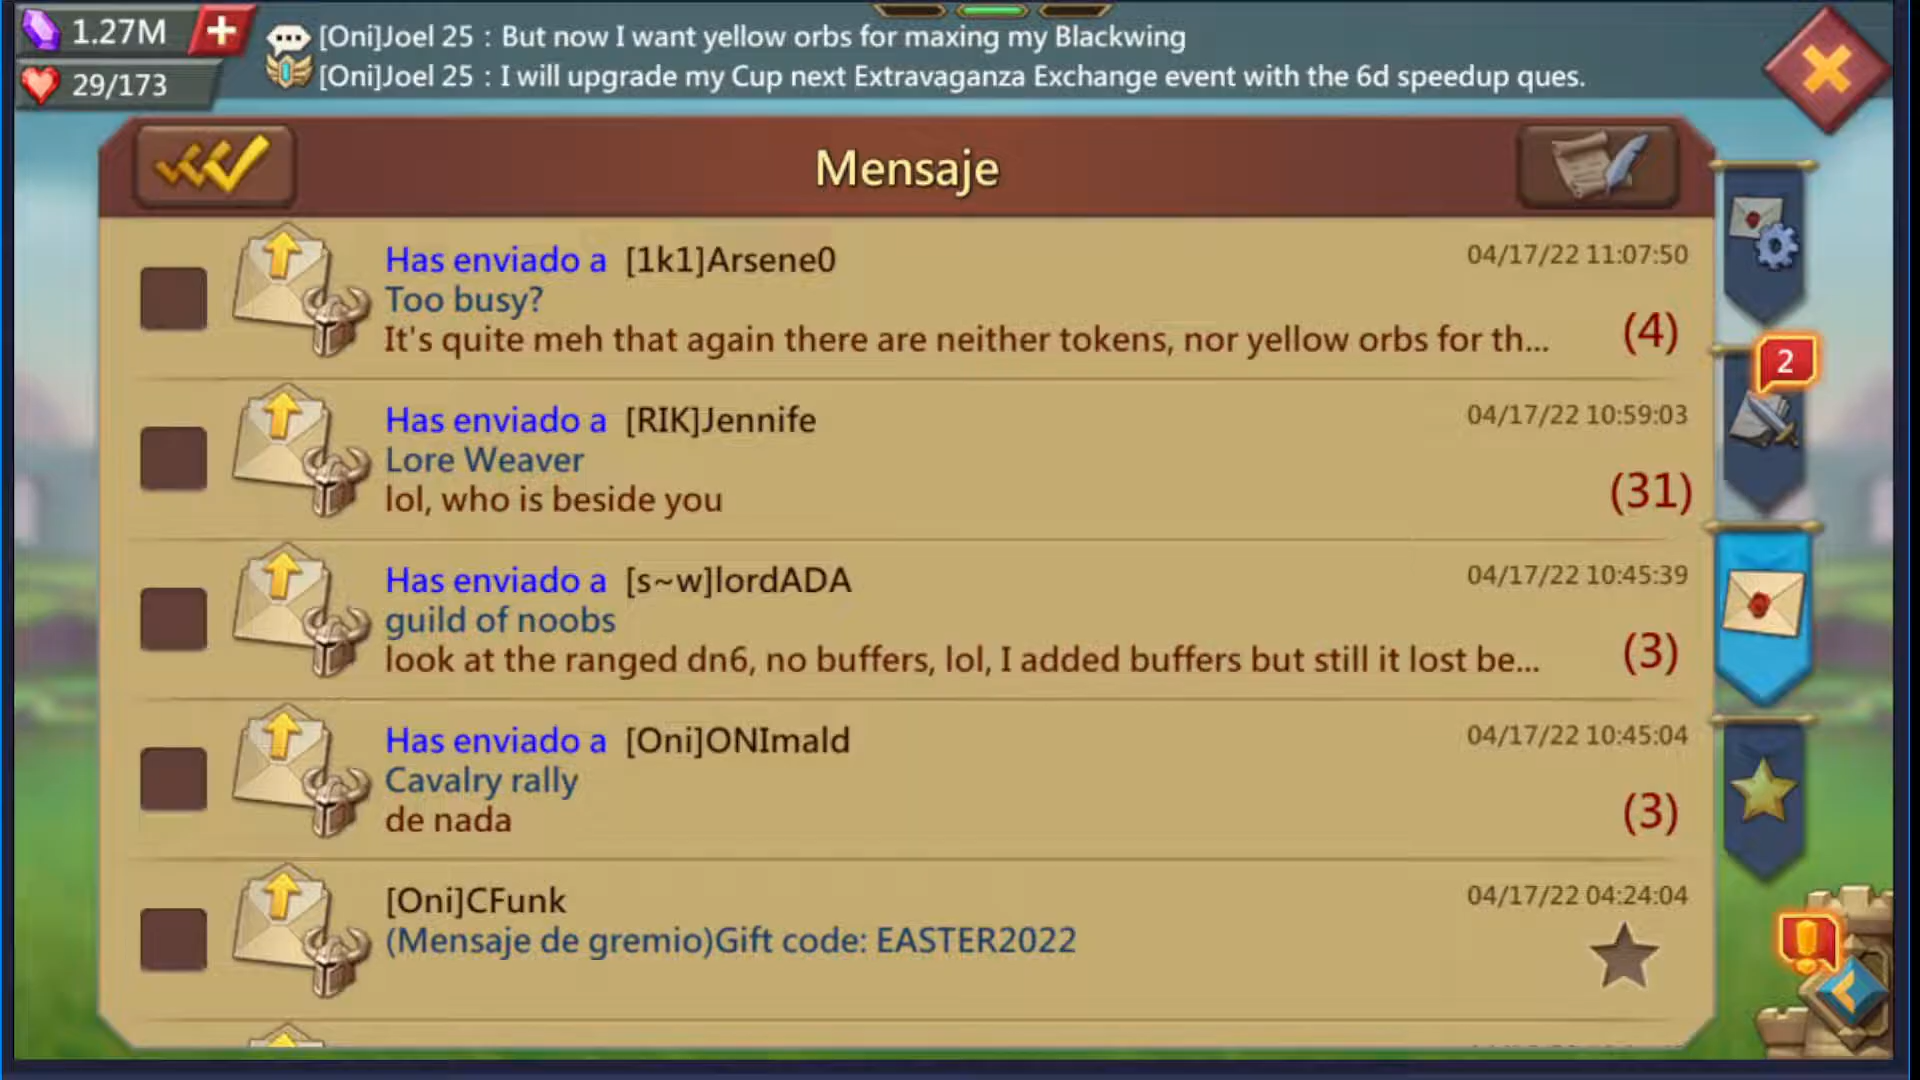 1.27M
29/173
[Oni]Joel 25 : But now I want yellow orbs for maxing my Blackwing
[Oni]Joel 25 : I will upgrade my Cup next Extravaganza Exchange event with the 6d speedup ques.
Mensaje
Has enviado a [1k1]Arsene0
04/17/22 11:07:50
Too busy?
It's quite meh that again there are neither tokens, nor yellow orbs for th...
(4)
Has enviado a [RIK]Jennife
04/17/22 10:59:03
Lore Weaver
lol, who is beside you
(31)
2
Has enviado a [s~w]lordADA
04/17/22 10:45:39
guild of noobs
look at the ranged dn6, no buffers, lol, I added buffers but still it lost be...
(3)
Has enviado a [Oni]ONImald
04/17/22 10:45:04
Cavalry rally
de nada
(3)
[Oni]CFunk
04/17/22 04:24:04
(Mensaje de gremio)Gift code: EASTER2022